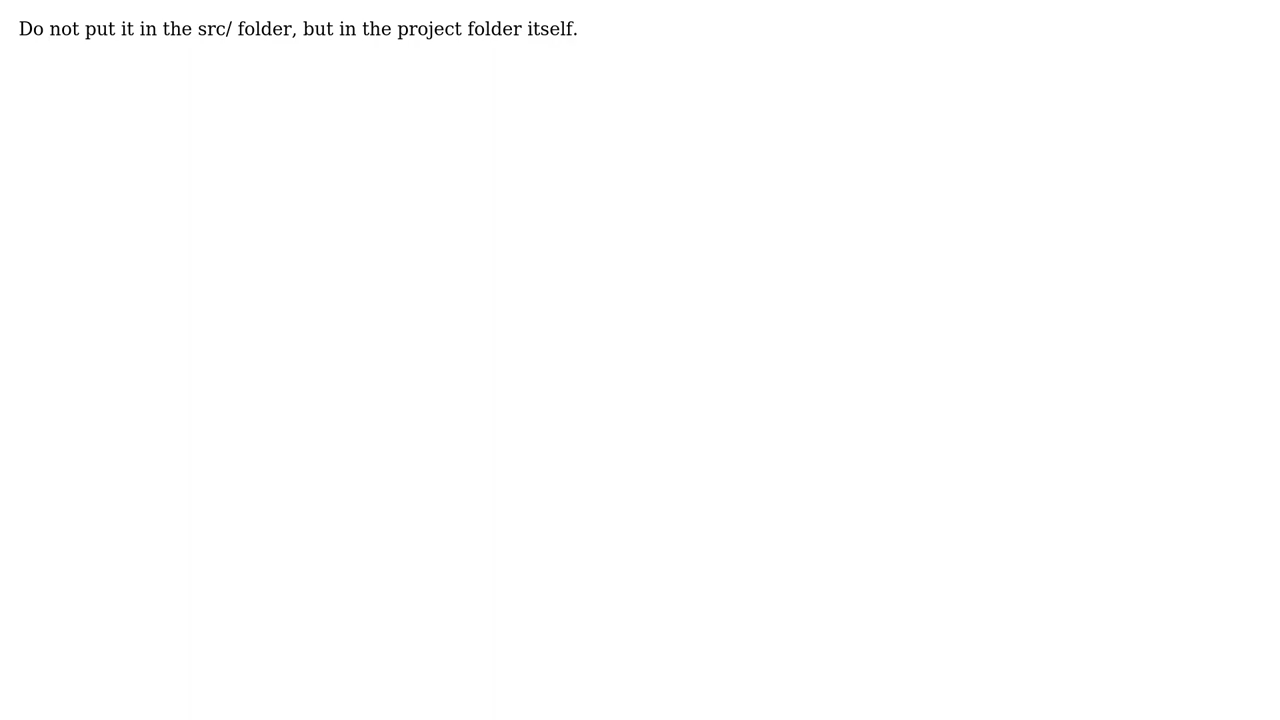 Do not put it in the src/ folder, but in the project folder itself.